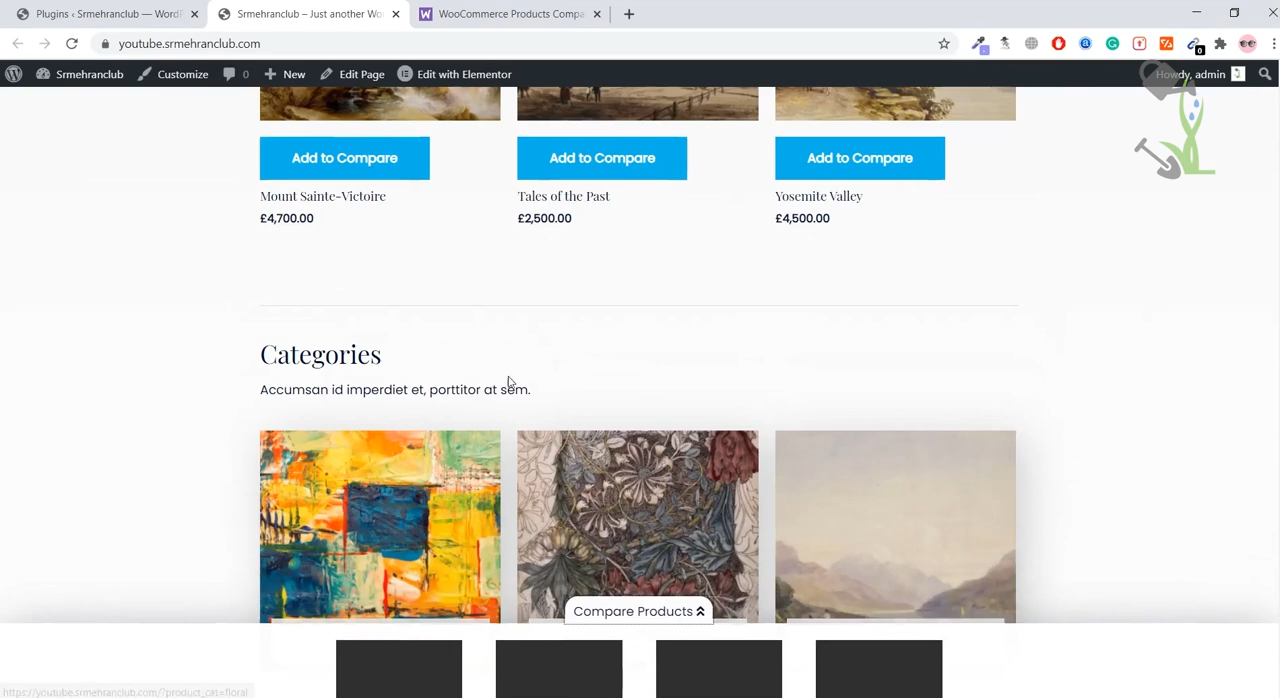 Plugins ‹ Srmehranclub — WordP
Srmehranclub – Just another Wo
WooCommerce Products Compa
youtube.srmehranclub.com
Srmehranclub
Customize
0
New
Edit Page
Edit with Elementor
Howdy, admin
Add to Compare
Add to Compare
Add to Compare
Mount Sainte-Victoire
Tales of the Past
Yosemite Valley
£4,700.00
£2,500.00
£4,500.00
Categories
Accumsan id imperdiet et, porttitor at sem.
Compare Products
https://youtube.srmehranclub.com/?product_cat=floral